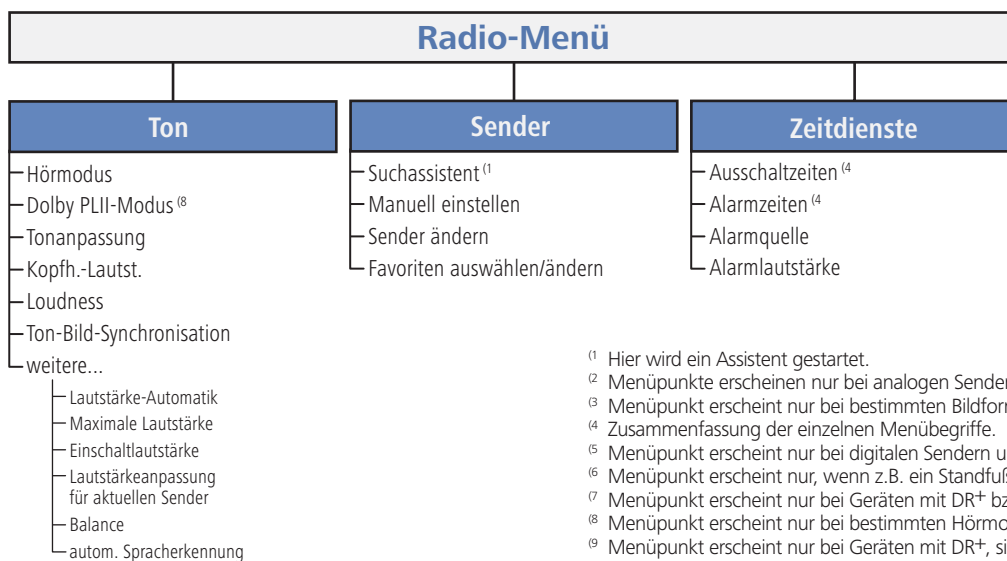 Radio-Menü
Ton
Hörmodus
Dolby PLII-Modus (8
Tonanpassung
Kopfh.-Lautst.
Loudness
Ton-Bild-Synchronisation
weitere...
Lautstärke-Automatik
Maximale Lautstärke
Einschaltlautstärke
Lautstärkeanpassung
für aktuellen Sender
Balance
autom. Spracherkennung
Sender
Suchassistent (1
Manuell einstellen
Sender ändern
Favoriten auswählen/ändern
Zeitdienste
Ausschaltzeiten (4
Alarmzeiten (4
Alarmquelle
Alarmlautstärke
(1 Hier wird ein Assistent gestartet.
(2 Menüpunkte erscheinen nur bei analogen
(3 Menüpunkt erscheint nur bei bestimmten
(4 Zusammenfassung der einzelnen Menübegriffe.
(5 Menüpunkt erscheint nur bei digitalen Sendern
(6 Menüpunkt erscheint nur, wenn z.B. ein
(7 Menüpunkt erscheint nur bei Geräten mit DR+
(8 Menüpunkt erscheint nur bei bestimmten
(9 Menüpunkt erscheint nur bei Geräten mit DR+,